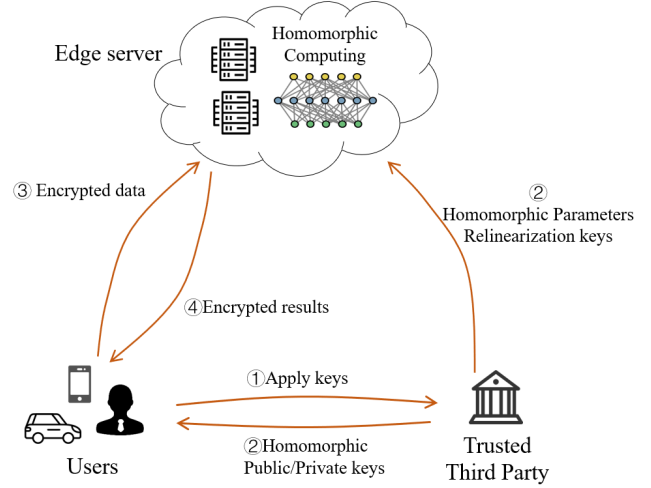 Edge server
Homomorphic
Computing
③ Encrypted data
②
Homomorphic Parameters
Relinearization keys
④Encrypted results
①Apply keys
②Homomorphic
Public/Private keys
Users
Trusted
Third Party